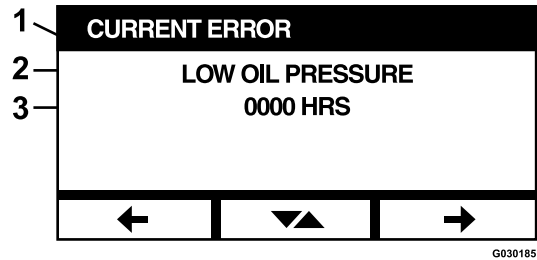 1
CURRENT ERROR
2
LOW OIL PRESSURE
3
0000 HRS
G030185